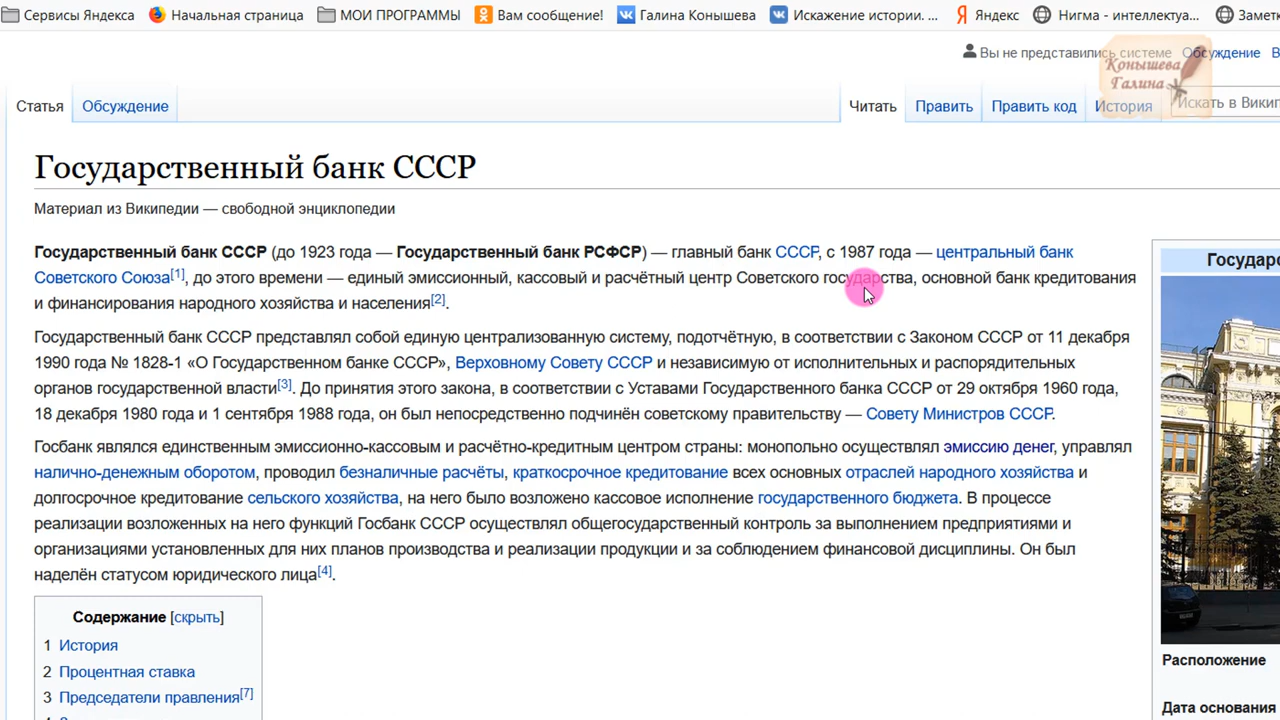 Сервисы Яндекса Начальная страница МОИ ПРОГРАММЫ Вам сообщение! Галина Конышева Искажение истории. ... Яндекс Нигма - интеллектуа... Заметк
Вы не представились системе Обсуждение В
Конышева
Галина
Статья Обсуждение Читать Править Править код История Искать в Вики
Государственный банк СССР
Материал из Википедии — свободной энциклопедии
Государственный банк СССР (до 1923 года — Государственный банк РСФСР) — главный банк СССР, с 1987 года — центральный банк
Советского Союза[1], до этого времени — единый эмиссионный, кассовый и расчётный центр Советского государства, основной банк кредитования
и финансирования народного хозяйства и населения[2].
Государственный банк СССР представлял собой единую централизованную систему, подотчётную, в соответствии с Законом СССР от 11 декабря
1990 года № 1828-1 «О Государственном банке СССР», Верховному Совету СССР и независимую от исполнительных и распорядительных
органов государственной власти[3]. До принятия этого закона, в соответствии с Уставами Государственного банка СССР от 29 октября 1960 года,
18 декабря 1980 года и 1 сентября 1988 года, он был непосредственно подчинён советскому правительству — Совету Министров СССР.
Госбанк являлся единственным эмиссионно-кассовым и расчётно-кредитным центром страны: монопольно осуществлял эмиссию денег, управлял
налично-денежным оборотом, проводил безналичные расчёты, краткосрочное кредитование всех основных отраслей народного хозяйства и
долгосрочное кредитование сельского хозяйства, на него было возложено кассовое исполнение государственного бюджета. В процессе
реализации возложенных на него функций Госбанк СССР осуществлял общегосударственный контроль за выполнением предприятиями и
организациями установленных для них планов производства и реализации продукции и за соблюдением финансовой дисциплины. Он был
наделён статусом юридического лица[4].
Содержание [скрыть]
1 История
2 Процентная ставка
3 Председатели правления[7]
Государс
Расположение
Дата основания